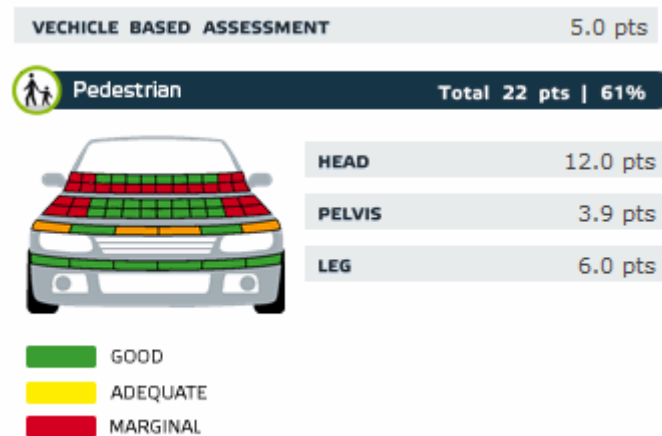 VECHICLE BASED ASSESSMENT 5.0 pts
Pedestrian Total 22 pts | 61%
HEAD 12.0 pts
PELVIS 3.9 pts
LEG 6.0 pts
GOOD
ADEQUATE
MARGINAL